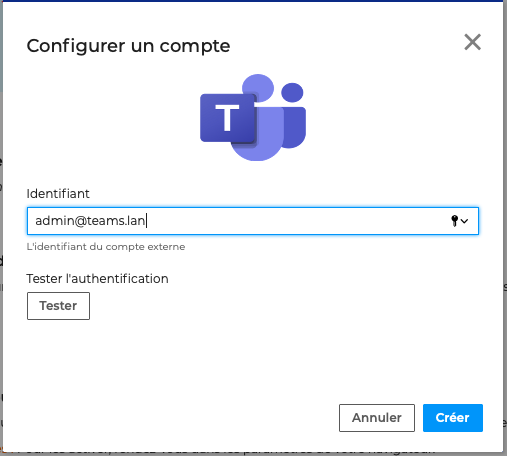 Configurer un compte
T
Identifiant
admin@teams.lan
L'identifiant du compte externe
Tester l'authentification
Tester
Annuler
Créer